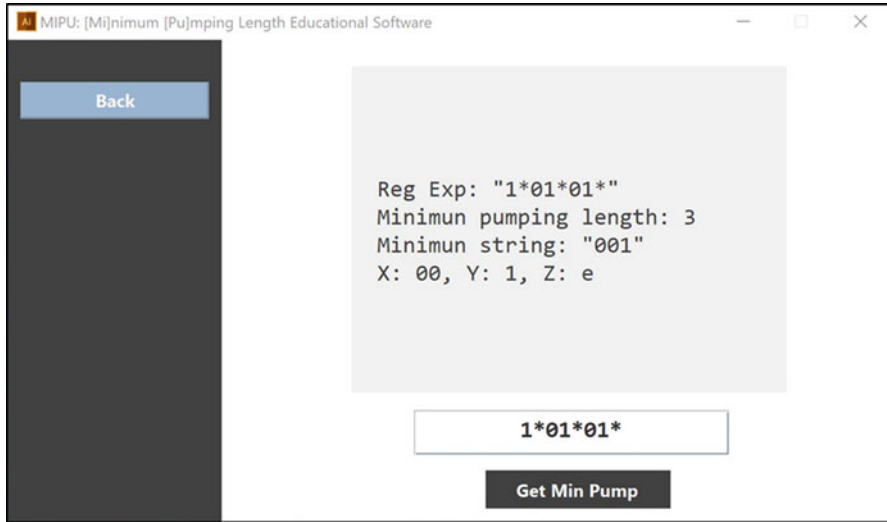 Ai MIPU: [Mi]nimum [Pu]mping Length Educational Software
Back
Reg Exp: "1*01*01*"
Minimun pumping length: 3
Minimun string: "001"
X: 00, Y: 1, Z: e
1*01*01*
Get Min Pump